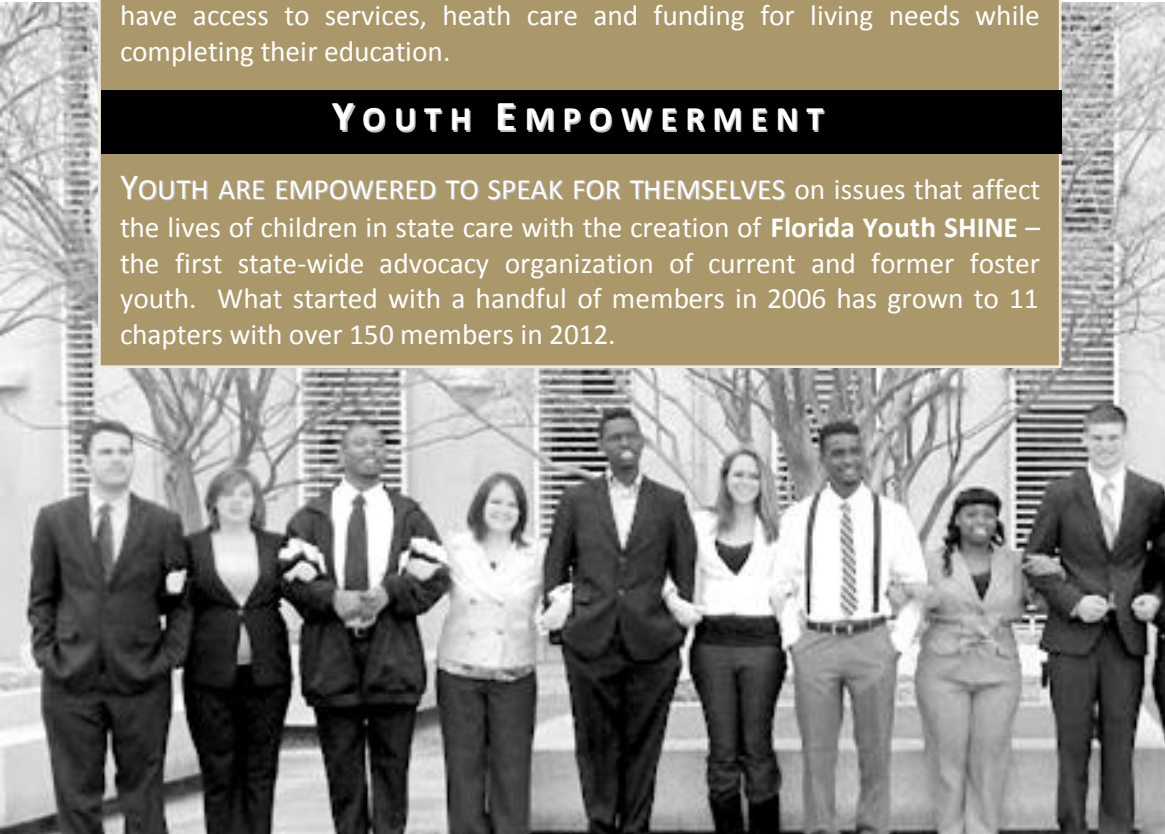 have access to services, heath care and funding for living needs while
completing their education.
YOUTH EMPOWERMENT
YOUTH ARE EMPOWERED TO SPEAK FOR THEMSELVES on issues that affect
the lives of children in state care with the creation of Florida Youth SHINE –
the first state-wide advocacy organization of current and former foster
youth. What started with a handful of members in 2006 has grown to 11
chapters with over 150 members in 2012.